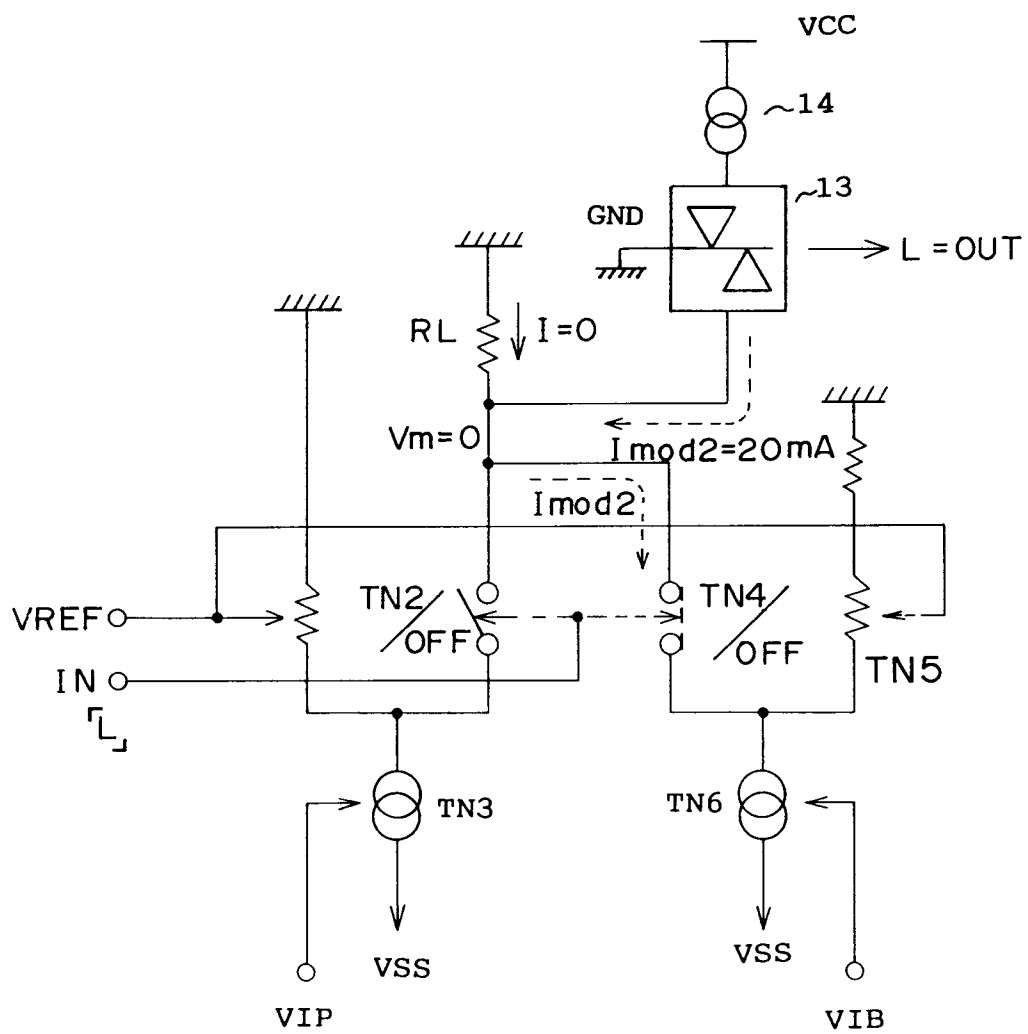 VCC
14
13
GND
L=OUT
RL
I=0
Vm=0
Imod2=20mA
Imod2
TN2/OFF
TN4/OFF
VREF
IN
「L」
TN5
TN3
TN6
VSS
VSS
VIP
VIB